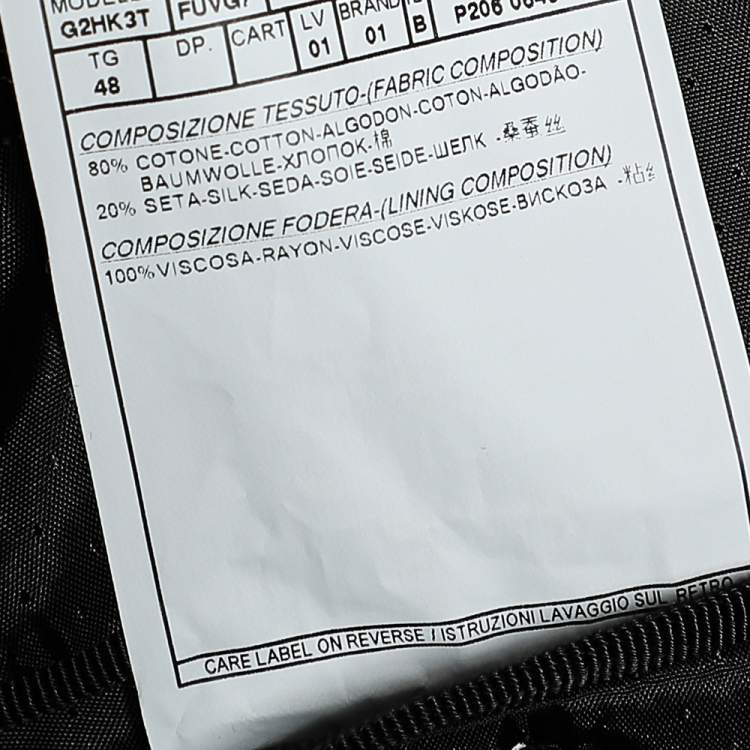 G2HK3T
TG DP. CART LV BRAND
48 01 01 B
COMPOSIZIONE TESSUTO-(FABRIC COMPOSITION)
80% COTONE-COTTON-ALGODON-COTON-ALGODÃO-
BAUMWOLLE-ХЛОПОК-棉
20% SETA-SILK-SEDA-SOIE-SEIDE-ШЕЛК -桑蚕丝
COMPOSIZIONE FODERA-(LINING COMPOSITION)
100%VISCOSA-RAYON-VISCOSE-VISKOSE-ВИСКОЗА -粘
CARE LABEL ON REVERSE / ISTRUZIONI LAVAGGIO SUL RETRO